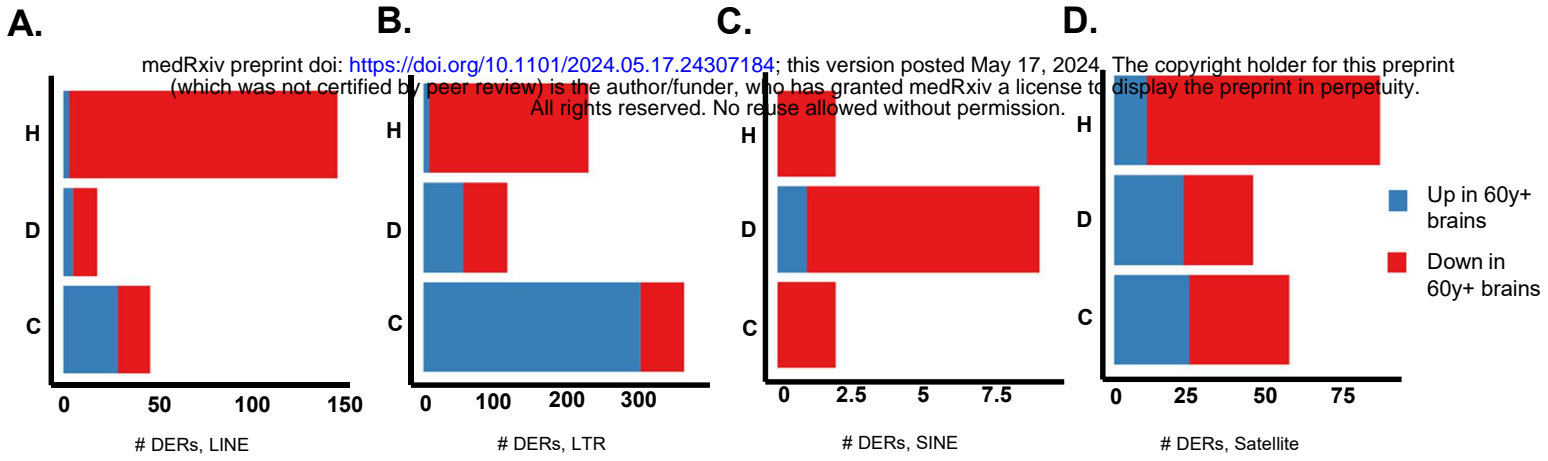 A.
B.
C.
D.
medRxiv preprint doi: https://doi.org/10.1101/2024.05.17.24307184; this version posted May 17, 2024. The copyright holder for this preprint
(which was not certified by peer review) is the author/funder, who has granted medRxiv a license to display the preprint in perpetuity.
All rights reserved. No reuse allowed without permission.
H
D
C
0 50 100 150
# DERs, LINE
H
D
C
0 100 200 300
# DERs, LTR
H
D
C
0 2.5 5 7.5
# DERs, SINE
H
D
C
0 25 50 75
# DERs, Satellite
Up in 60y+
brains
Down in
60y+ brains